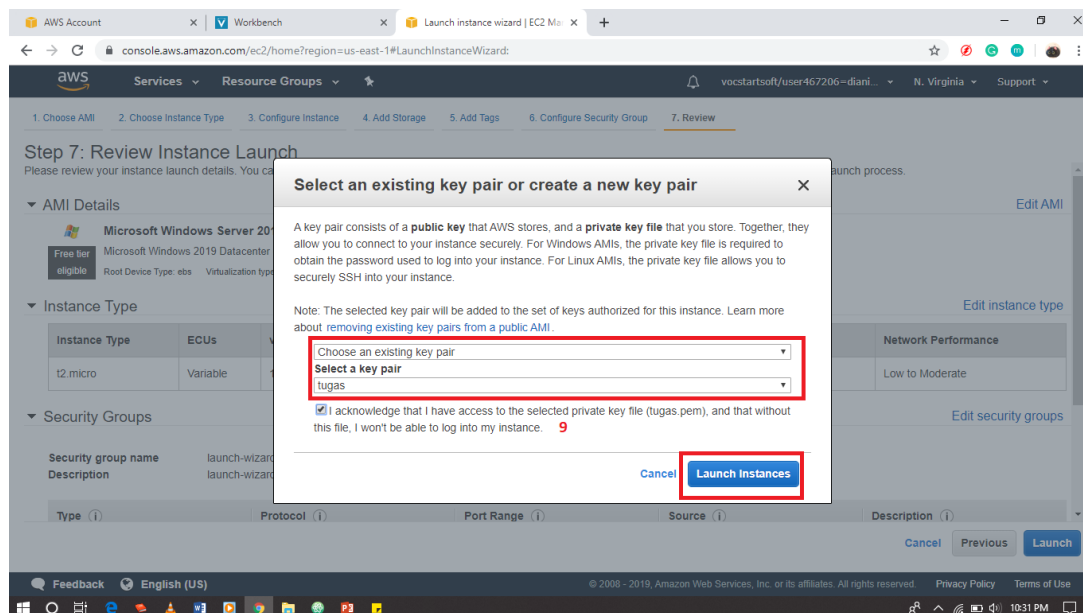 AWS Account
Workbench
Launch instance wizard | EC2 Ma
console.aws.amazon.com/ec2/home?region=us-east-1#LaunchInstanceWizard:
aws Services Resource Groups vocstartsoft/user467206=diani... N. Virginia Support
1. Choose AMI 2. Choose Instance Type 3. Configure Instance 4. Add Storage 5. Add Tags 6. Configure Security Group 7. Review
Step 7: Review Instance Launch
Please review your instance launch details. You ca
aunch process.
AMI Details
Edit AMI
Microsoft Windows Server 201
Free tier eligible
Microsoft Windows 2019 Datacenter
Root Device Type: ebs Virtualization type
Instance Type
Edit instance type
Instance Type ECUs Network Performance
t2.micro Variable Low to Moderate
Security Groups
Edit security groups
Security group name launch-wizard
Description launch-wizard
Type Protocol Port Range Source Description
Select an existing key pair or create a new key pair
A key pair consists of a public key that AWS stores, and a private key file that you store. Together, they
allow you to connect to your instance securely. For Windows AMIs, the private key file is required to
obtain the password used to log into your instance. For Linux AMIs, the private key file allows you to
securely SSH into your instance.
Note: The selected key pair will be added to the set of keys authorized for this instance. Learn more
about removing existing key pairs from a public AMI.
Choose an existing key pair
Select a key pair
tugas
I acknowledge that I have access to the selected private key file (tugas.pem), and that without
this file, I won't be able to log into my instance. 9
Cancel Launch Instances
Cancel Previous Launch
Feedback English (US) © 2008 - 2019, Amazon Web Services, Inc. or its affiliates. All rights reserved. Privacy Policy Terms of Use
10:31 PM